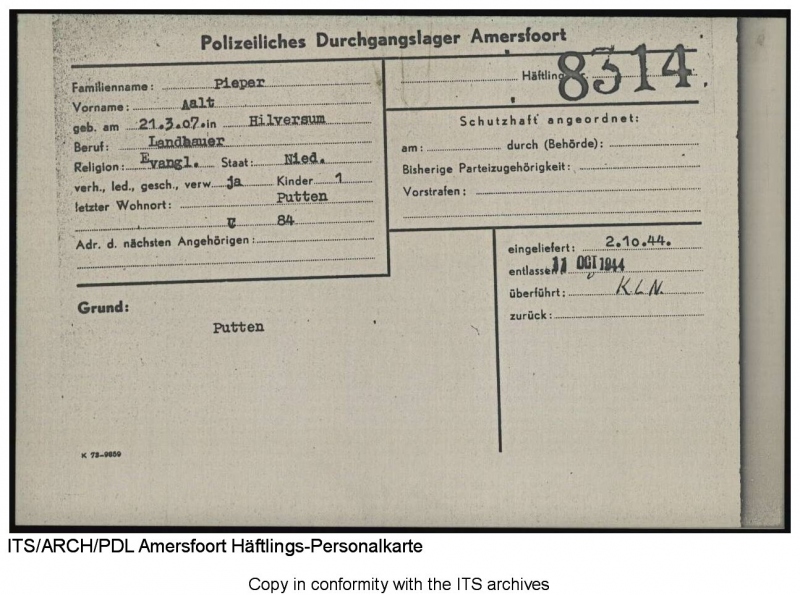 Polizeiliches Durchgangslager Amersfoort
Familienname: Pieper
Vorname: Aalt
geb. am 21.3.07. in Hilversum
Beruf: Landbauer
Religion: Evangl. Staat: Nied.
verh., led., gesch., verw. ja Kinder 1
letzter Wohnort: Putten
E 84
Adr. d. nächsten Angehörigen:
Häftling 8314
Schutzhaft angeordnet:
am: durch (Behörde):
Bisherige Parteizugehörigkeit:
Vorstrafen:
eingeliefert: 2.10.44.
entlassen: 11 OCT 1944
überführt: K L N.
zurück:
Grund:
Putten
K 73-9859
ITS/ARCH/PDL Amersfoort Häftlings-Personalkarte
Copy in conformity with the ITS archives